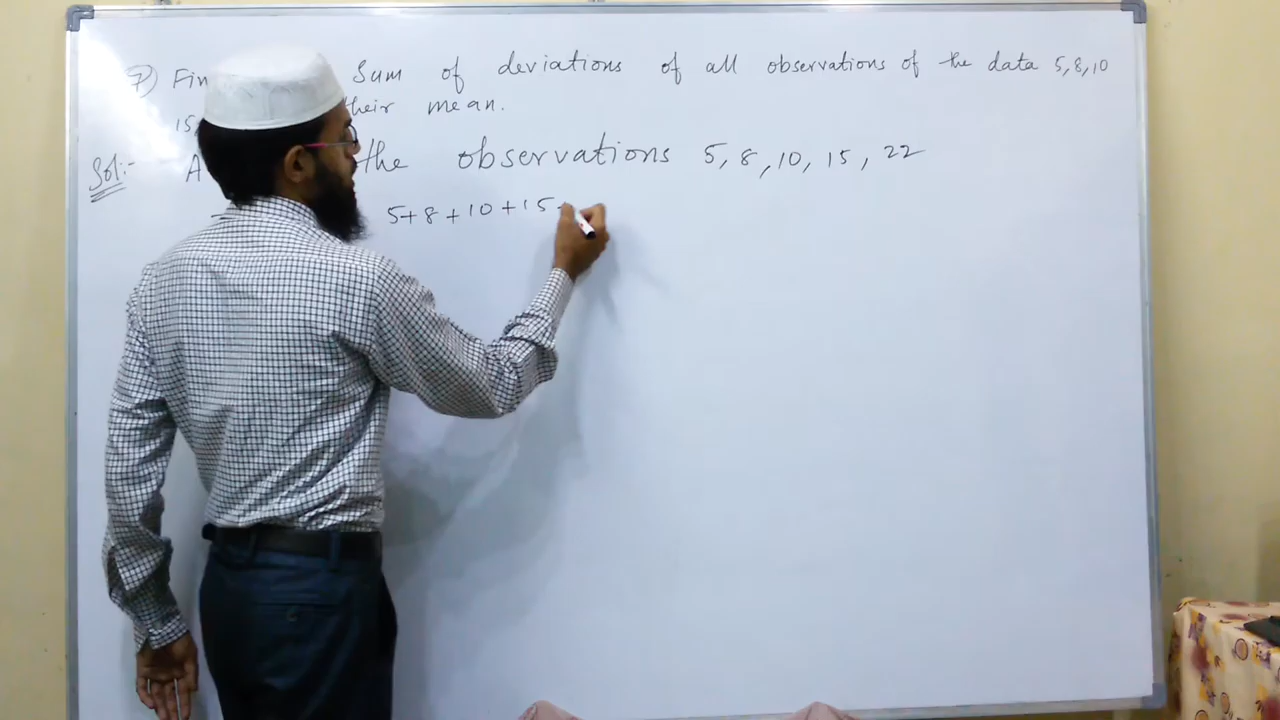 7) Fin Sum of deviations of all observations of the data 5, 8, 10
15 their mean.
Sol:- A the observations 5, 8, 10, 15, 22
5+8+10+15